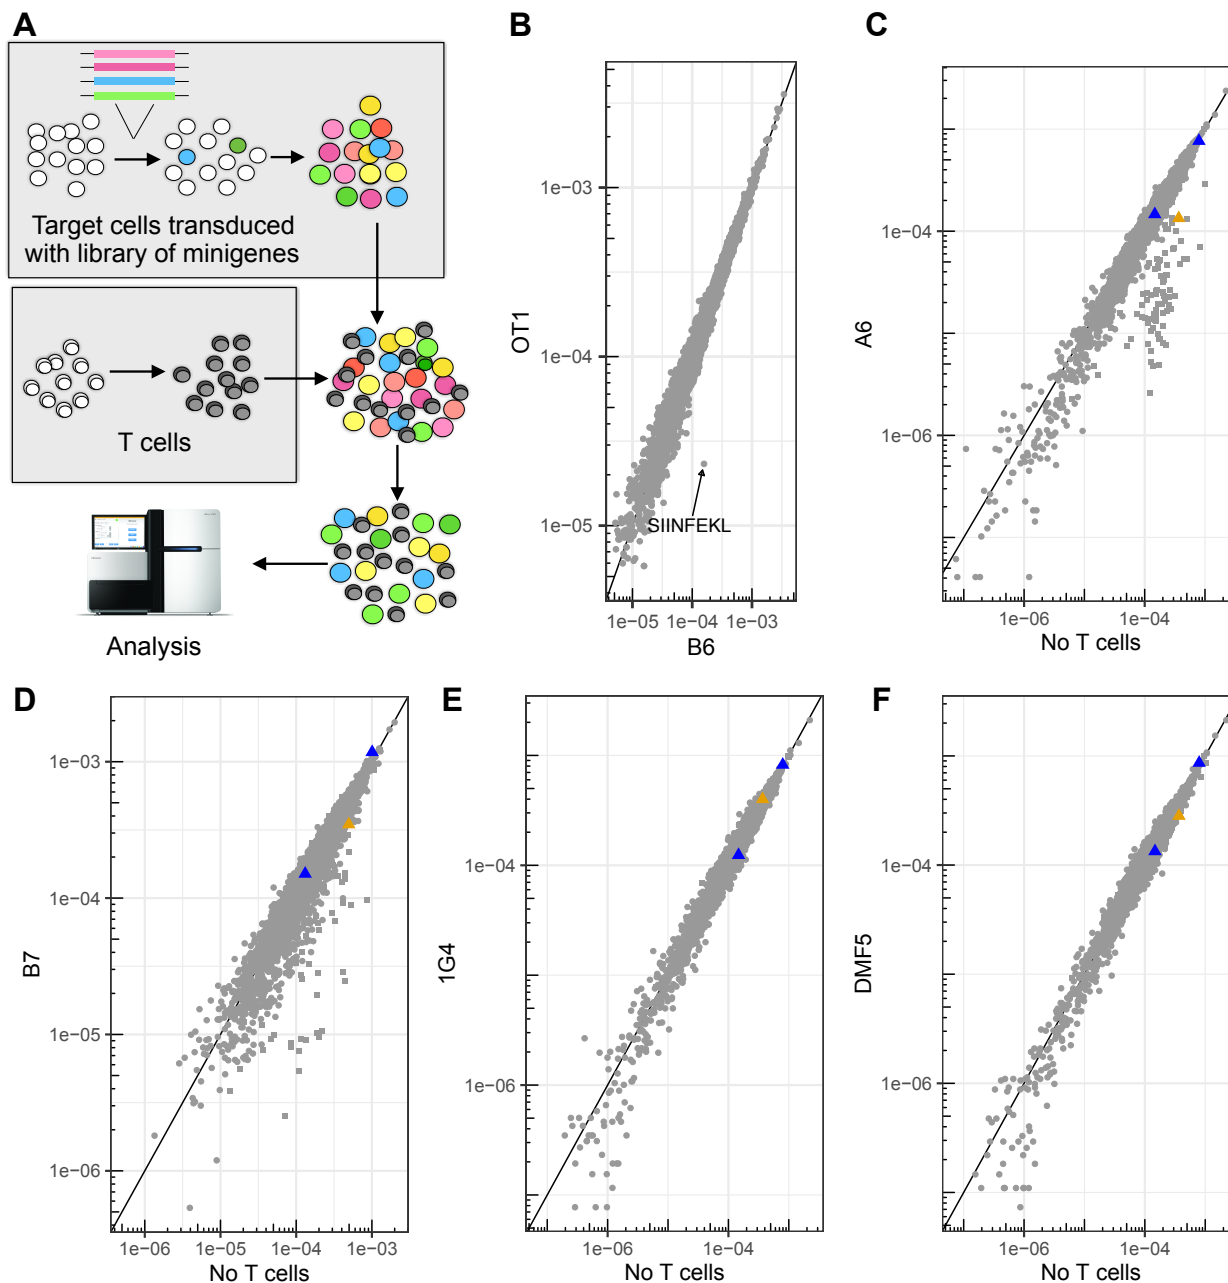 A
Target cells transduced
with library of minigenes
T cells
Analysis
B
1e−03
1e−04
1e−05
OT1
SIINFEKL
1e−05 1e−04 1e−03
B6
C
1e−04
1e−06
A6
1e−06 1e−04
No T cells
D
1e−03
1e−04
1e−05
1e−06
B7
1e−06 1e−05 1e−04 1e−03
No T cells
E
1e−04
1e−06
1G4
1e−06 1e−04
No T cells
F
1e−04
1e−06
DMF5
1e−06 1e−04
No T cells